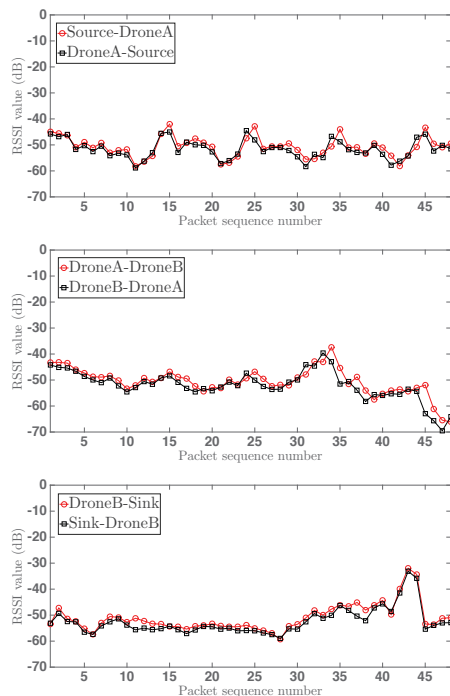 0
-10
-20
-30
-40
-50
-60
-70
RSSI value (dB)
Source-DroneA
DroneA-Source
5 10 15 20 25 30 35 40 45
Packet sequence number
0
-10
-20
-30
-40
-50
-60
-70
RSSI value (dB)
DroneA-DroneB
DroneB-DroneA
5 10 15 20 25 30 35 40 45
Packet sequence number
0
-10
-20
-30
-40
-50
-60
-70
RSSI value (dB)
DroneB-Sink
Sink-DroneB
5 10 15 20 25 30 35 40 45
Packet sequence number